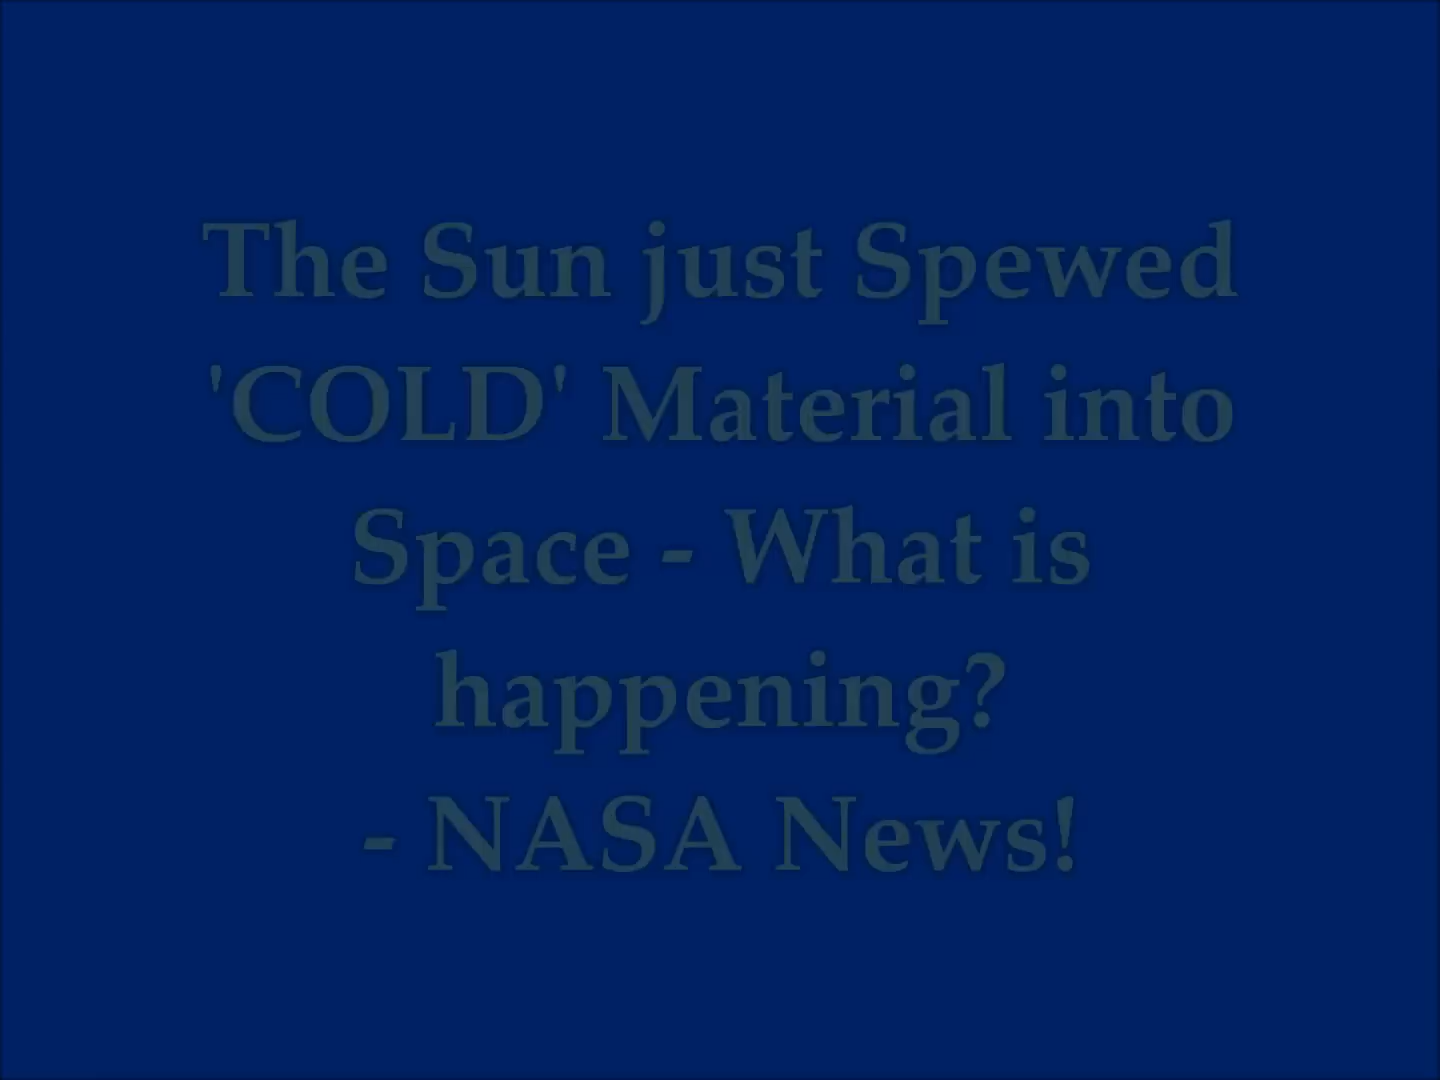 The Sun just Spewed
'COLD' Material into
Space - What is
happening?
- NASA News!